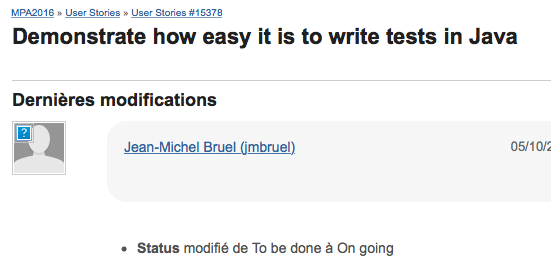 MPA2016 » User Stories » User Stories #15378
Demonstrate how easy it is to write tests in Java
Dernières modifications
?
Jean-Michel Bruel (jmbruel) 05/10/2
Status modifié de To be done à On going